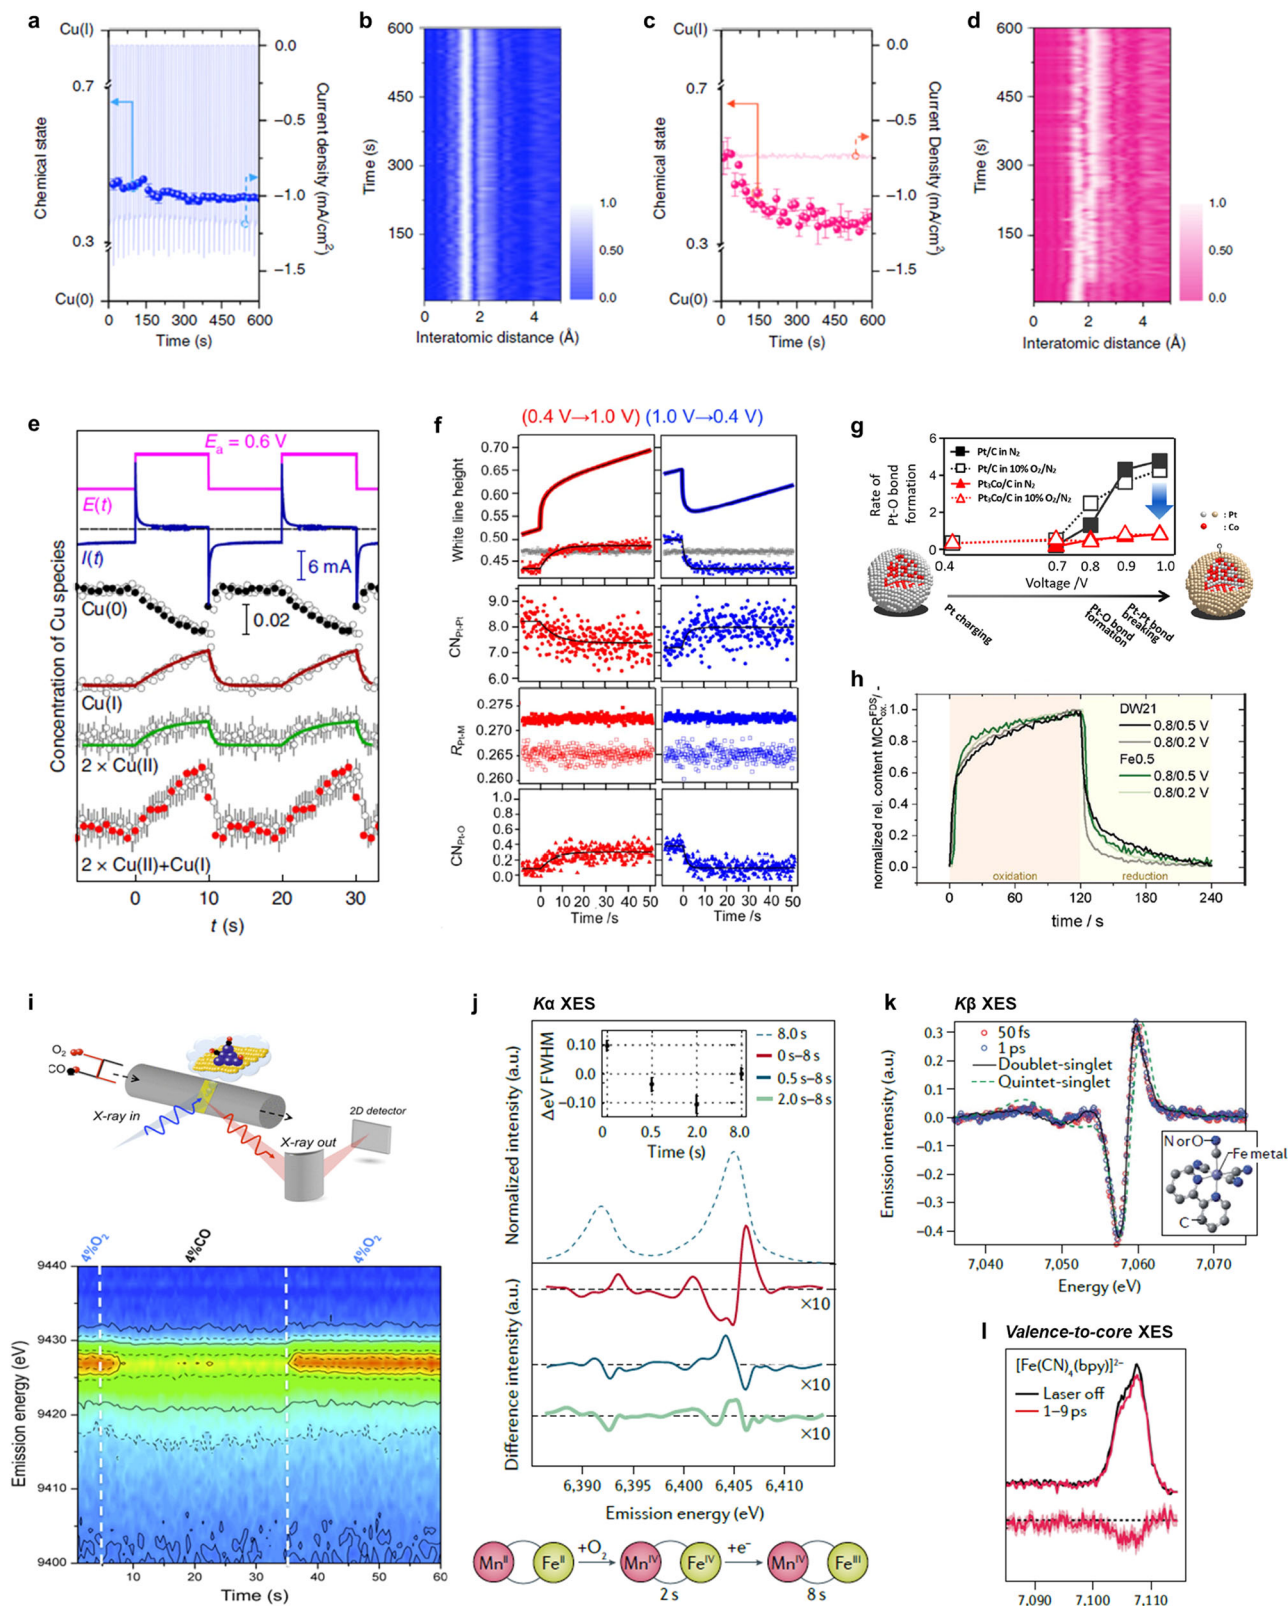 a
Cu(I)
0.7
0.3
Cu(0)
Chemical state
0.0
−0.5
−1.0
−1.5
Current density (mA/cm²)
0 150 300 450 600
Time (s)
b
600
450
300
150
Time (s)
0 2 4
Interatomic distance (Å)
1.0
0.50
0.0
c
Cu(I)
0.7
0.3
Cu(0)
Chemical state
0.0
−0.5
−1.0
−1.5
Current Density (mA/cm²)
0 150 300 450 600
Time (s)
d
600
450
300
150
Time (s)
0 2 4
Interatomic distance (Å)
1.0
0.50
0.0
e
Eₐ = 0.6 V
E(t)
I(t)
6 mA
Cu(0)
0.02
Cu(I)
2 × Cu(II)
2 × Cu(II)+Cu(I)
Concentration of Cu species
0 10 20 30
t (s)
f
(0.4 V→1.0 V) (1.0 V→0.4 V)
White line height
0.70
0.65
0.60
0.55
0.50
0.45
CN Pt-Pt
9.0
8.0
7.0
6.0
R Pt-M
0.275
0.270
0.265
0.260
CN Pt-O
1.0
0.8
0.6
0.4
0.2
0.0
0 10 20 30 40 50
0 10 20 30 40 50
Time /s
Time /s
g
Rate of
Pt-O bond
formation
6
4
2
0
Pt/C in N₂
Pt/C in 10% O₂/N₂
Pt₃Co/C in N₂
Pt₃Co/C in 10% O₂/N₂
0.4 0.7 0.8 0.9 1.0
Voltage /V
O
: Pt
: Co
Pt charging
Pt-O bond
formation
Pt-Pt bond
breaking
h
normalized rel. content MCR ox. FDS / -
1.0
0.8
0.6
0.4
0.2
0.0
DW21
0.8/0.5 V
0.8/0.2 V
Fe0.5
0.8/0.5 V
0.8/0.2 V
oxidation
reduction
0 60 120 180 240
time / s
i
O₂
CO
X-ray in
X-ray out
2D detector
4%O₂
4%CO
4%O₂
9440
9430
9420
9410
9400
Emission energy (eV)
0 10 20 30 40 50 60
Time (s)
j
Kα XES
ΔeV FWHM
0.10
0.0
−0.10
0 0.5 2.0 8.0
Time (s)
8.0 s
0 s–8 s
0.5 s–8 s
2.0 s–8 s
Normalized intensity (a.u.)
Difference intensity (a.u.)
×10
×10
×10
6,390 6,395 6,400 6,405 6,410
Emission energy (eV)
Mnᴵᴵ Feᴵᴵ +O₂ Mnᴵⱽ Feᴵⱽ +e⁻ Mnᴵⱽ Feᴵᴵᴵ
2 s 8 s
k
Kβ XES
0.3
0.2
0.1
0.0
-0.1
-0.2
-0.3
-0.4
Emission intensity (a.u.)
50 fs
1 ps
Doublet-singlet
Quintet-singlet
N or O
Fe metal
C
7,040 7,050 7,060 7,070
Energy (eV)
l
Valence-to-core XES
[Fe(CN)₄(bpy)]²⁻
Laser off
1–9 ps
7,090 7,100 7,110